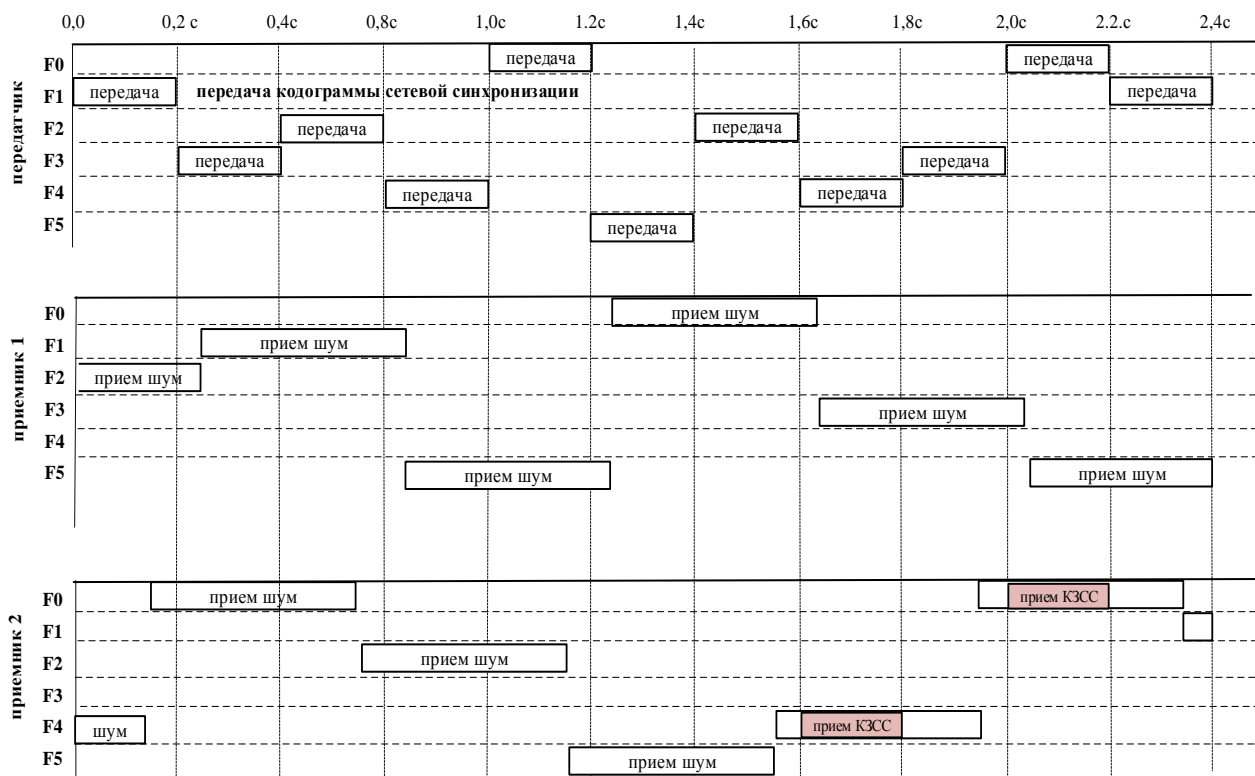 0,0 0,2 с 0,4с 0,6с 0,8с 1,0с 1.2с 1,4с 1,6с 1,8с 2,0с 2.2.с 2,4с
передатчик
F0 передача передача
F1 передача передача кодограммы сетевой синхронизации передача
F2 передача передача
F3 передача передача
F4 передача передача
F5 передача
приемник 1
F0 прием шум
F1 прием шум
F2 прием шум
F3 прием шум
F4
F5 прием шум прием шум
приемник 2
F0 прием шум прием КЗСС
F1
F2 прием шум
F3
F4 шум прием КЗСС
F5 прием шум